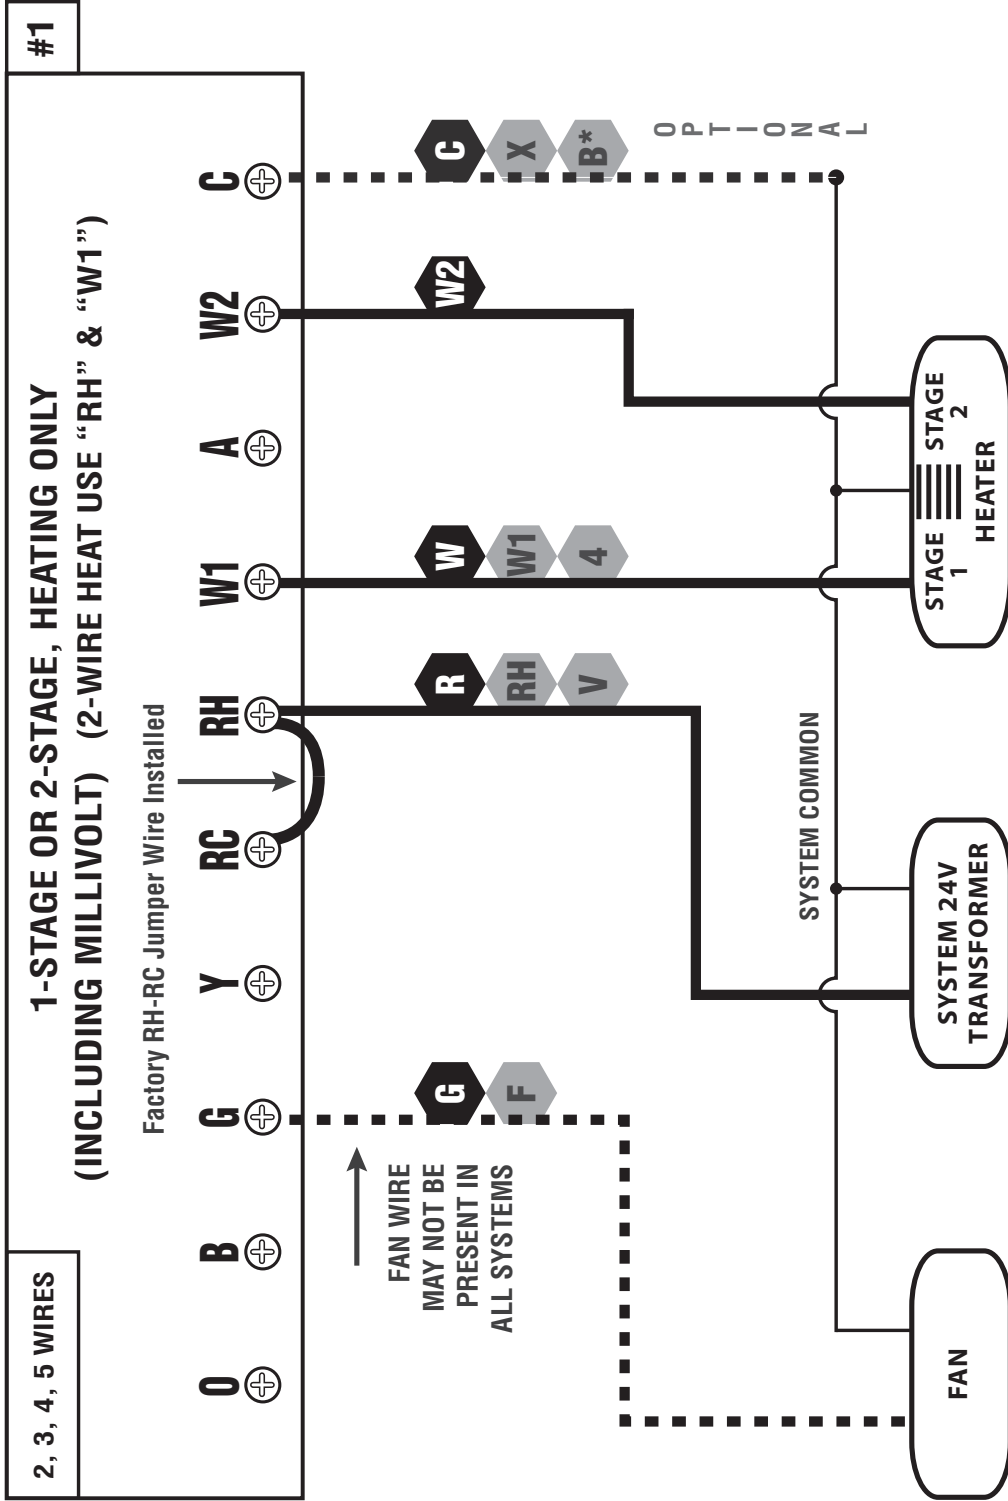 2, 3, 4, 5 WIRES
#1
1-STAGE OR 2-STAGE, HEATING ONLY
(INCLUDING MILLIVOLT) (2-WIRE HEAT USE “RH” & “W1”)
Factory RH-RC Jumper Wire Installed
O B G Y RC RH W1 A W2 C
FAN WIRE
MAY NOT BE
PRESENT IN
ALL SYSTEMS
G
F
R
RH
V
W
W1
4
W2
C
X
B*
OPTIONAL
SYSTEM COMMON
FAN
SYSTEM 24V
TRANSFORMER
STAGE
1
STAGE
2
HEATER